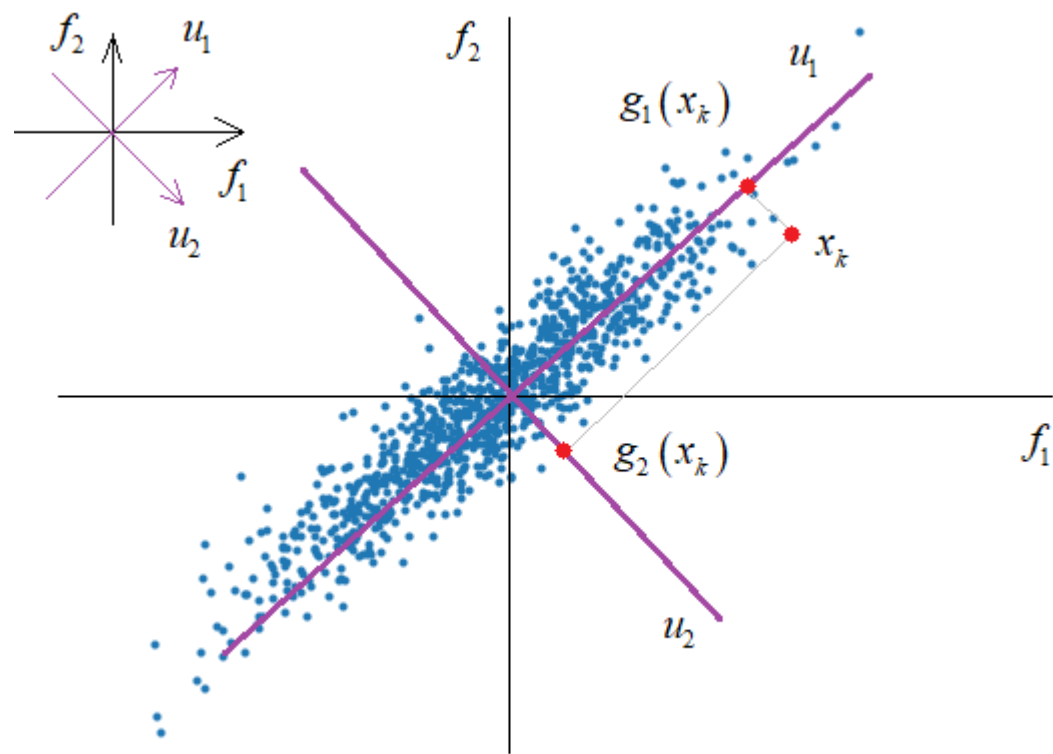 f₂
u₁
f₁
u₂
f₂
u₁
g₁(xₖ)
xₖ
f₁
g₂(xₖ)
u₂